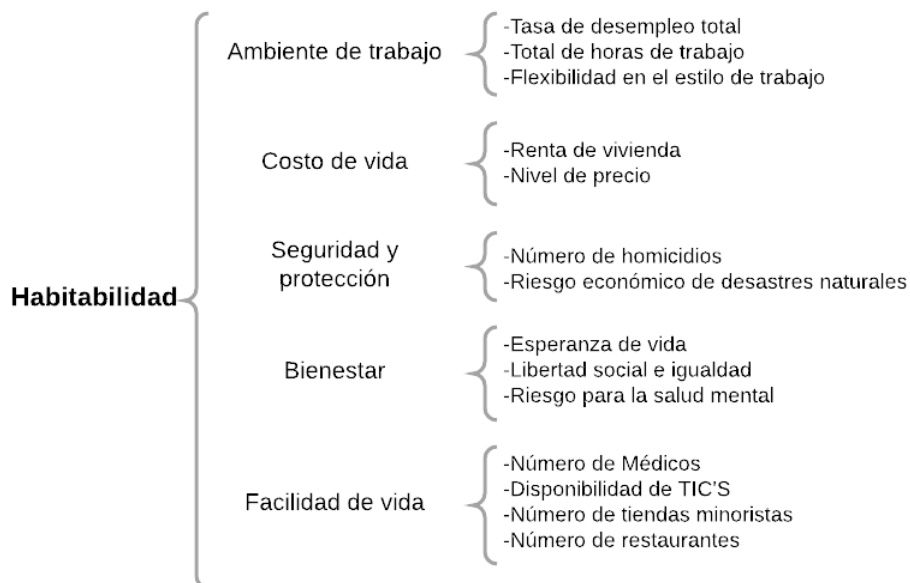 Habitabilidad
Ambiente de trabajo
-Tasa de desempleo total
-Total de horas de trabajo
-Flexibilidad en el estilo de trabajo
Costo de vida
-Renta de vivienda
-Nivel de precio
Seguridad y
protección
-Número de homicidios
-Riesgo económico de desastres naturales
Bienestar
-Esperanza de vida
-Libertad social e igualdad
-Riesgo para la salud mental
Facilidad de vida
-Número de Médicos
-Disponibilidad de TIC'S
-Número de tiendas minoristas
-Número de restaurantes